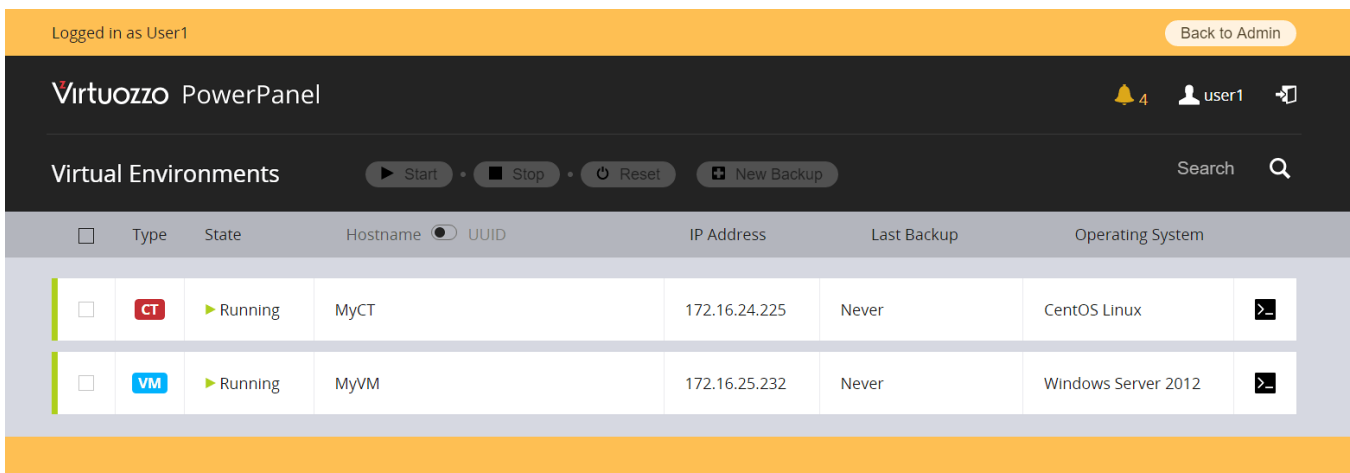 Logged in as User1 Back to Admin
Virtuozzo PowerPanel 4 user1
Virtual Environments Start Stop Reset New Backup Search
Type State Hostname UUID IP Address Last Backup Operating System
CT Running MyCT 172.16.24.225 Never CentOS Linux
VM Running MyVM 172.16.25.232 Never Windows Server 2012